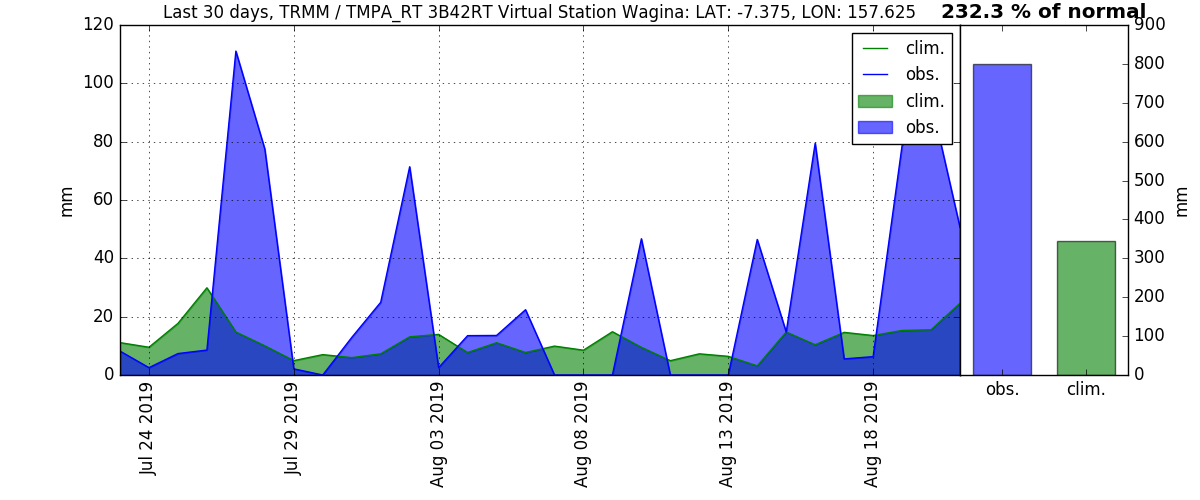 Last 30 days, TRMM / TMPA_RT 3B42RT Virtual Station Wagina: LAT: -7.375, LON: 157.625
232.3 % of normal
120
100
80
60
40
20
0
mm
clim.
obs.
clim.
obs.
Jul 24 2019
Jul 29 2019
Aug 03 2019
Aug 08 2019
Aug 13 2019
Aug 18 2019
900
800
700
600
500
400
300
200
100
0
mm
obs.
clim.